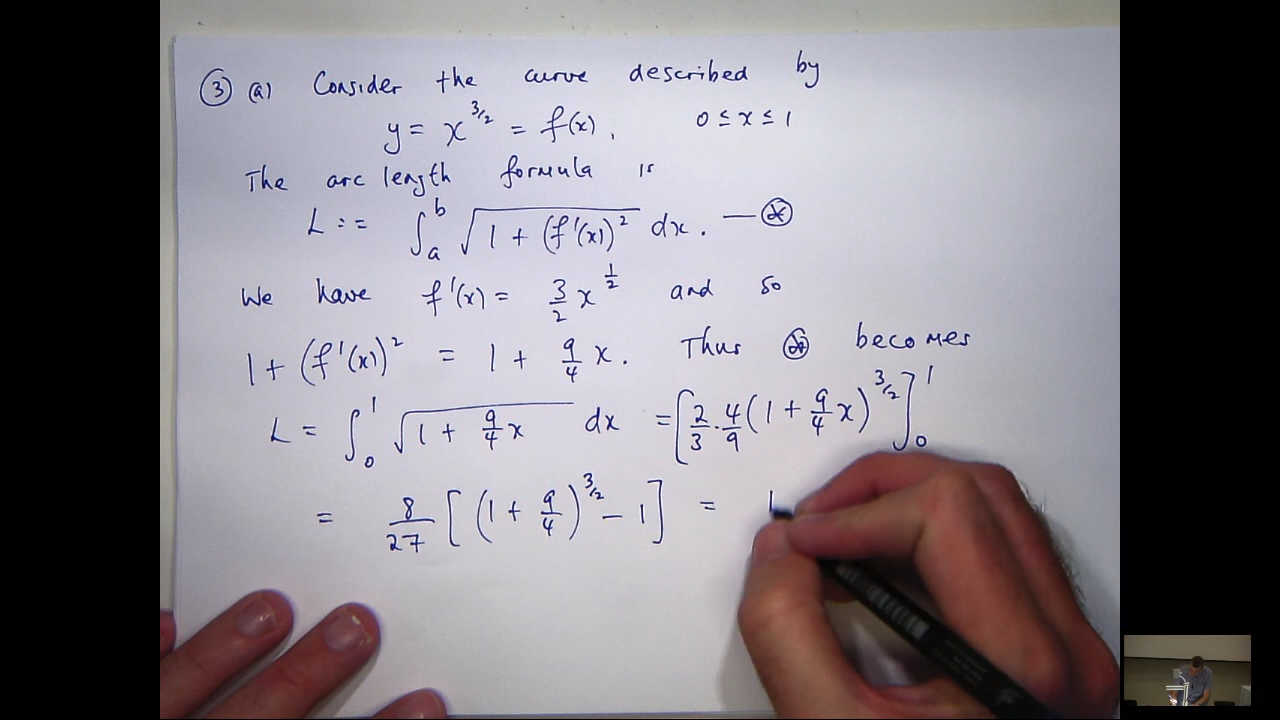 ③ (a) Consider the curve described by
y = x^{3/2} = f(x), 0 ≤ x ≤ 1
The arc length formula is
L := ∫_a^b √(1 + (f'(x))^2) dx. — ⊛
We have f'(x) = 3/2 x^{1/2} and so
1 + (f'(x))^2 = 1 + 9/4 x. Thus ⊛ becomes
L = ∫_0^1 √(1 + 9/4 x) dx = [2/3 · 4/9 (1 + 9/4 x)^{3/2}]_0^1
= 8/27 [(1 + 9/4)^{3/2} - 1] =